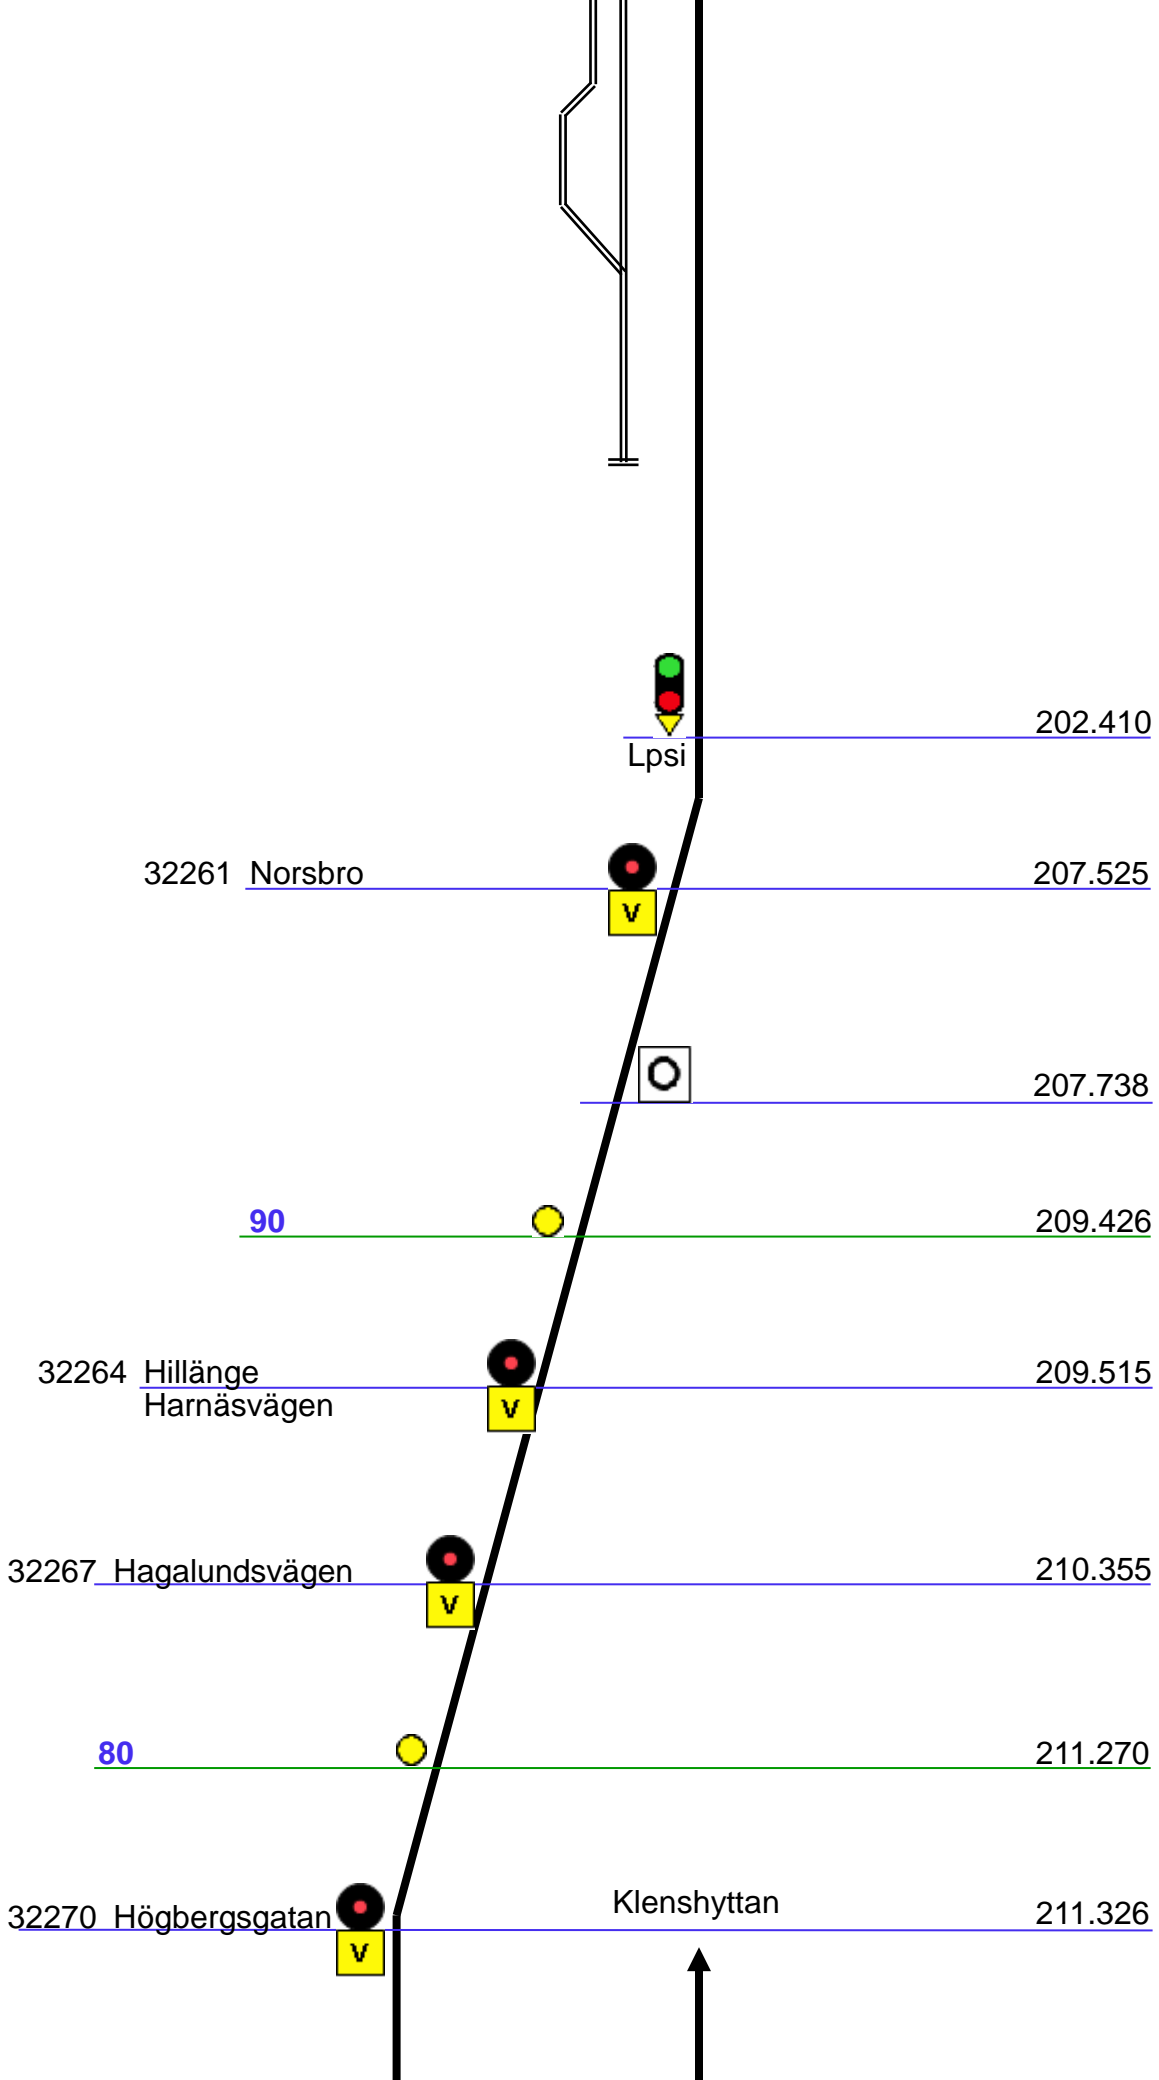 202.410
Lpsi
32261 Norsbro 207.525
V
O 207.738
90 209.426
32264 Hillänge 209.515
Harnäsvägen
V
32267 Hagalundsvägen 210.355
V
80 211.270
32270 Högbergsgatan Klenshyttan 211.326
V